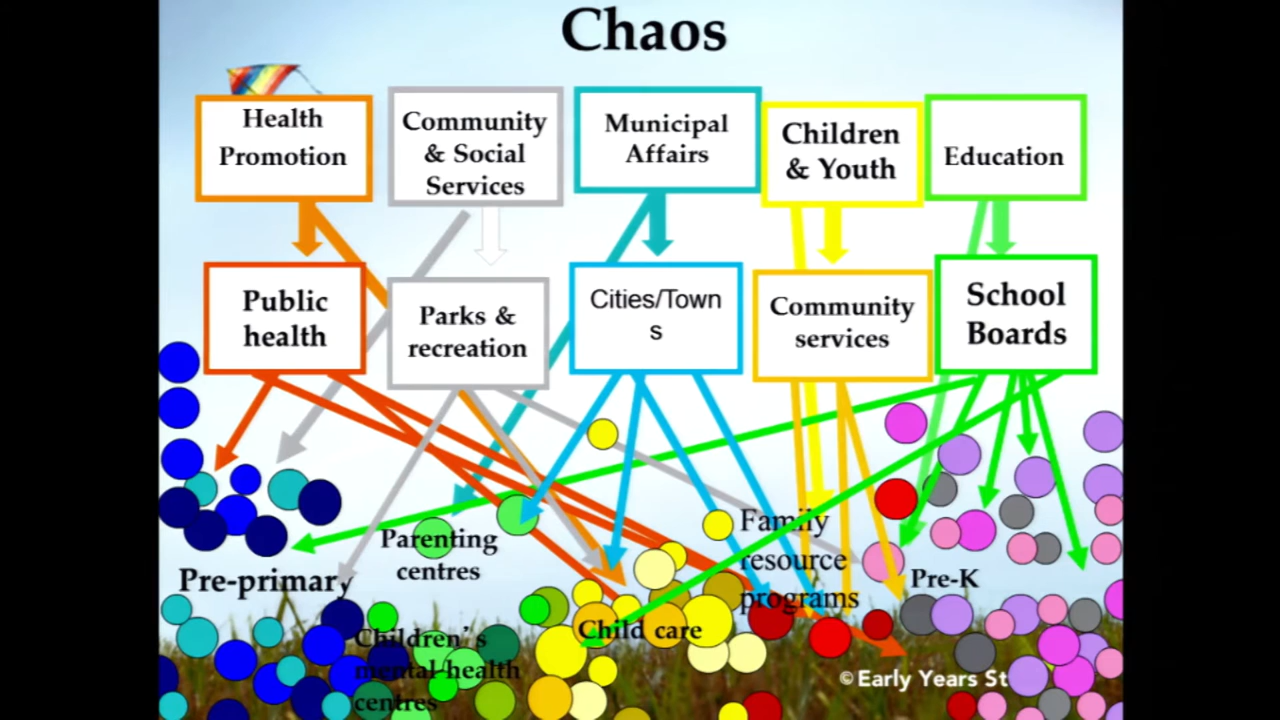 Chaos
Health
Promotion
Community
& Social
Services
Municipal
Affairs
Children
& Youth
Education
Public
health
Parks &
recreation
Cities/Town
s
Community
services
School
Boards
Parenting
centres
Family
resource
programs
Pre-primary
Pre-K
Child care
Children's
mental health
centres
©Early Years St